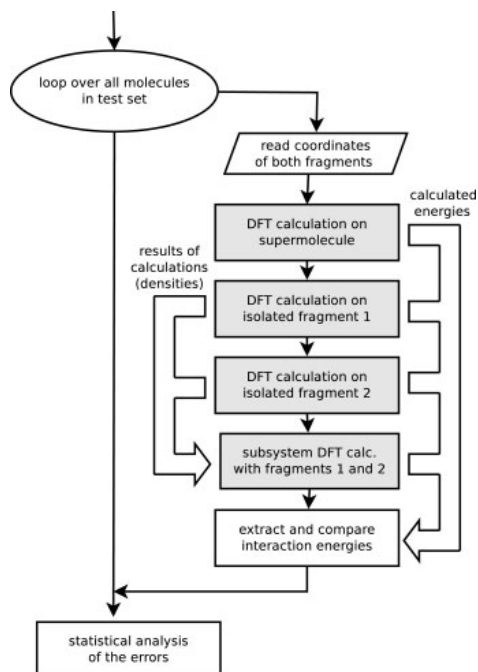 loop over all molecules
in test set
read coordinates
of both fragments
calculated
energies
DFT calculation on
supermolecule
results of
calculations
(densities)
DFT calculation on
isolated fragment 1
DFT calculation on
isolated fragment 2
subsystem DFT calc.
with fragments 1 and 2
extract and compare
interaction energies
statistical analysis
of the errors